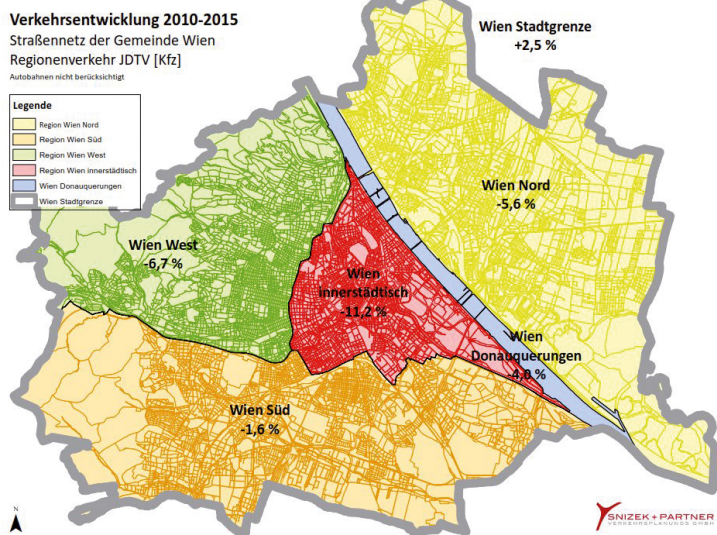 Verkehrsentwicklung 2010-2015
Straßennetz der Gemeinde Wien
Regionenverkehr JDTV [Kfz]
Autobahnen nicht berücksichtigt
Legende
Region Wien Nord
Region Wien Süd
Region Wien West
Region Wien innerstädtisch
Wien Donauquerungen
Wien Stadtgrenze
Wien Stadtgrenze
+2,5 %
Wien Nord
-5,6 %
Wien West
-6,7 %
Wien
innerstädtisch
-11,2 %
Wien
Donauquerungen
-4,0 %
Wien Süd
-1,6 %
N
SNIZEK + PARTNER
VERKEHRSPLANUNGS GMBH